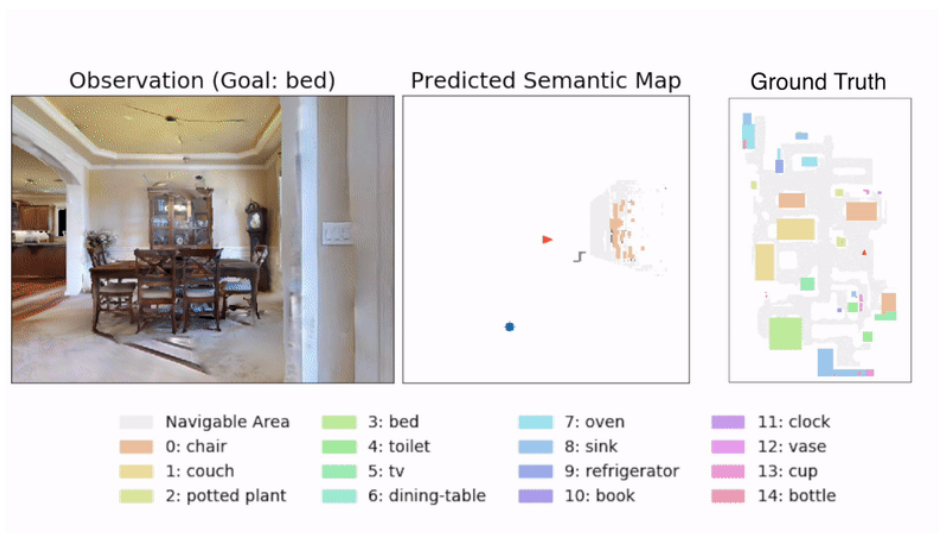 Observation (Goal: bed)
Predicted Semantic Map
Ground Truth
Navigable Area
0: chair
1: couch
2: potted plant
3: bed
4: toilet
5: tv
6: dining-table
7: oven
8: sink
9: refrigerator
10: book
11: clock
12: vase
13: cup
14: bottle